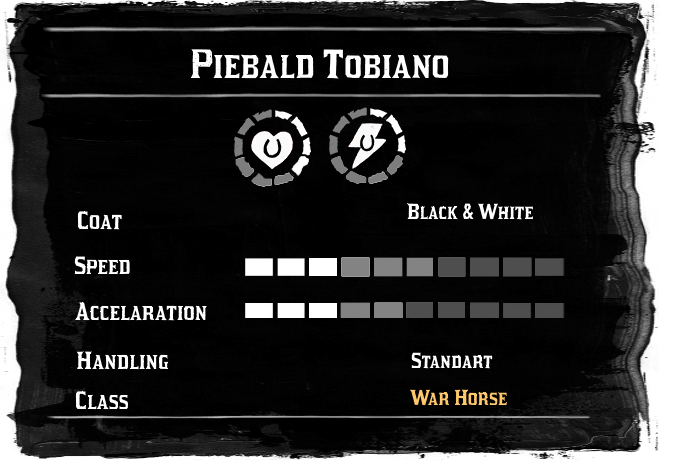 Piebald Tobiano
Coat Black & White
Speed
Accelaration
Handling Standart
Class War Horse